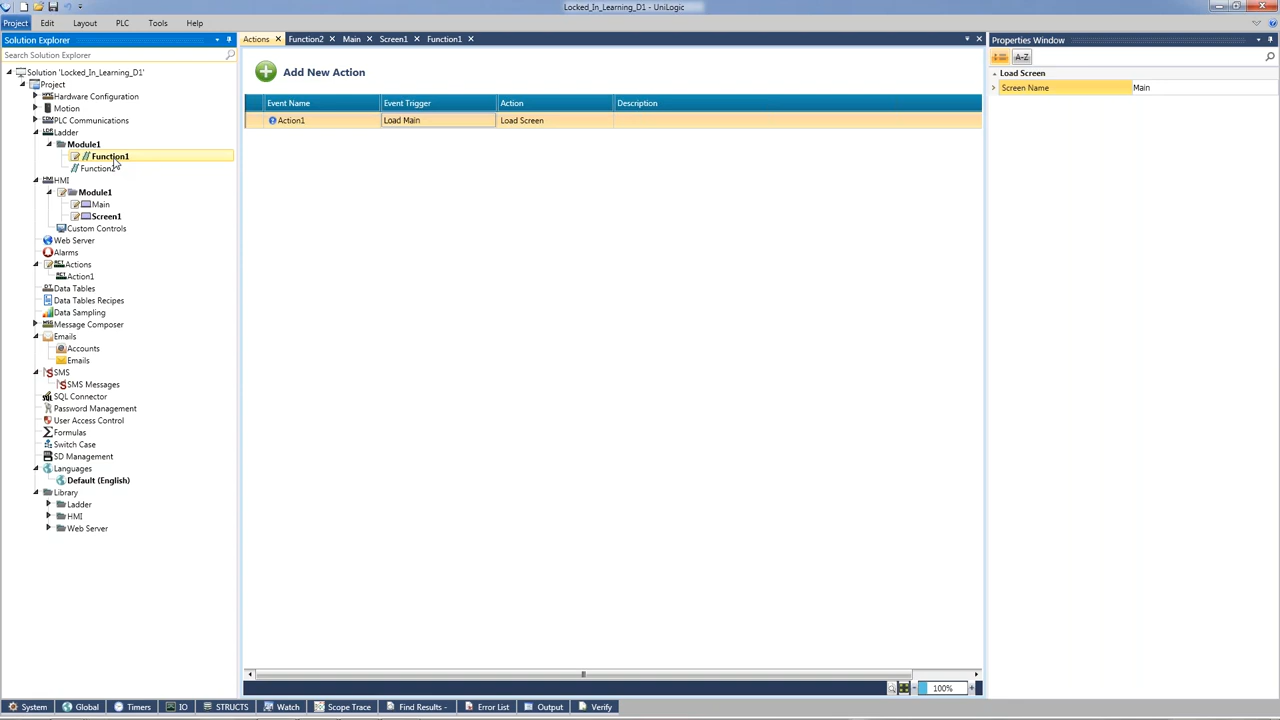 Locked_In_Learning_D1* - UniLogic
Project Edit Layout PLC Tools Help
Solution Explorer
Search Solution Explorer
Solution 'Locked_In_Learning_D1'
Project
Hardware Configuration
Motion
PLC Communications
Ladder
Module1
Function1
Function2
HMI
Module1
Main
Screen1
Custom Controls
Web Server
Alarms
Actions
Action1
Data Tables
Data Tables Recipes
Data Sampling
Message Composer
Emails
Accounts
Emails
SMS
SMS Messages
SQL Connector
Password Management
User Access Control
Formulas
Switch Case
SD Management
Languages
Default (English)
Library
Ladder
HMI
Web Server
Actions Function2 Main Screen1 Function1
Add New Action
Event Name Event Trigger Action Description
Action1 Load Main Load Screen
100%
Properties Window
A-Z
Load Screen
Screen Name Main
System Global Timers IO STRUCTS Watch Scope Trace Find Results - Error List Output Verify